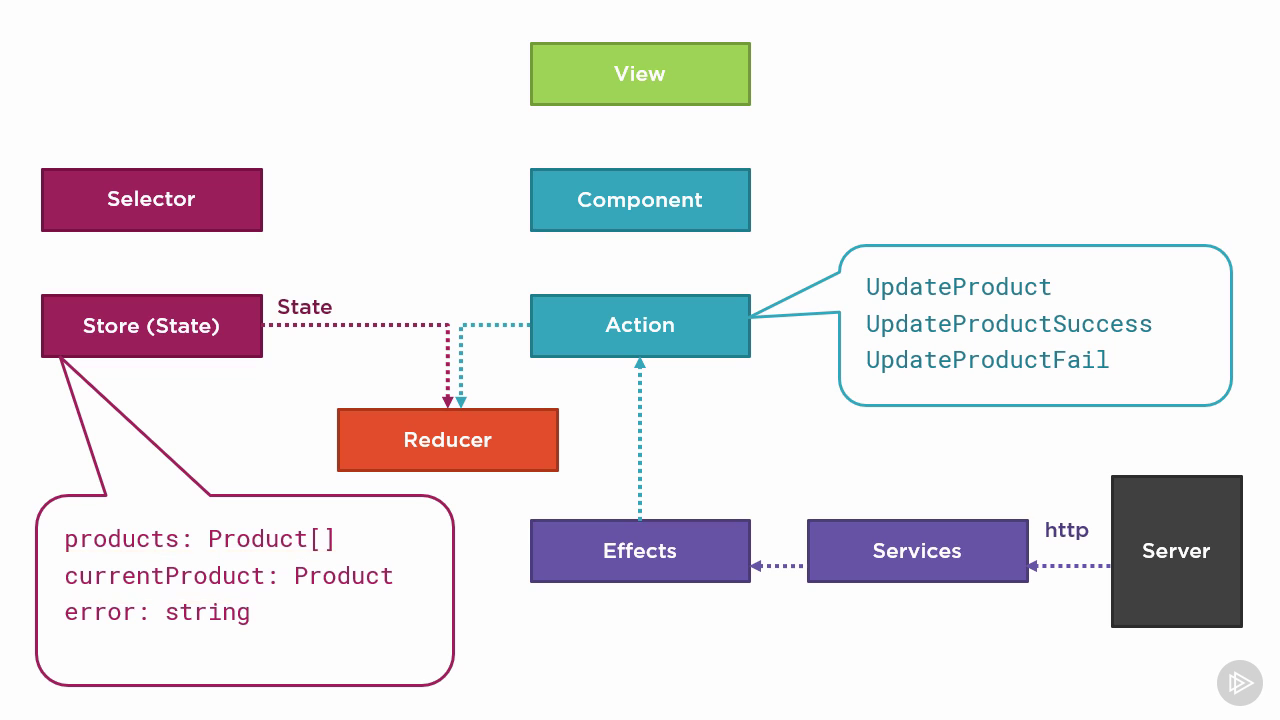 View
Selector
Component
Store (State)
State
Action
UpdateProduct
UpdateProductSuccess
UpdateProductFail
Reducer
products: Product[]
currentProduct: Product
error: string
Effects
Services
http
Server